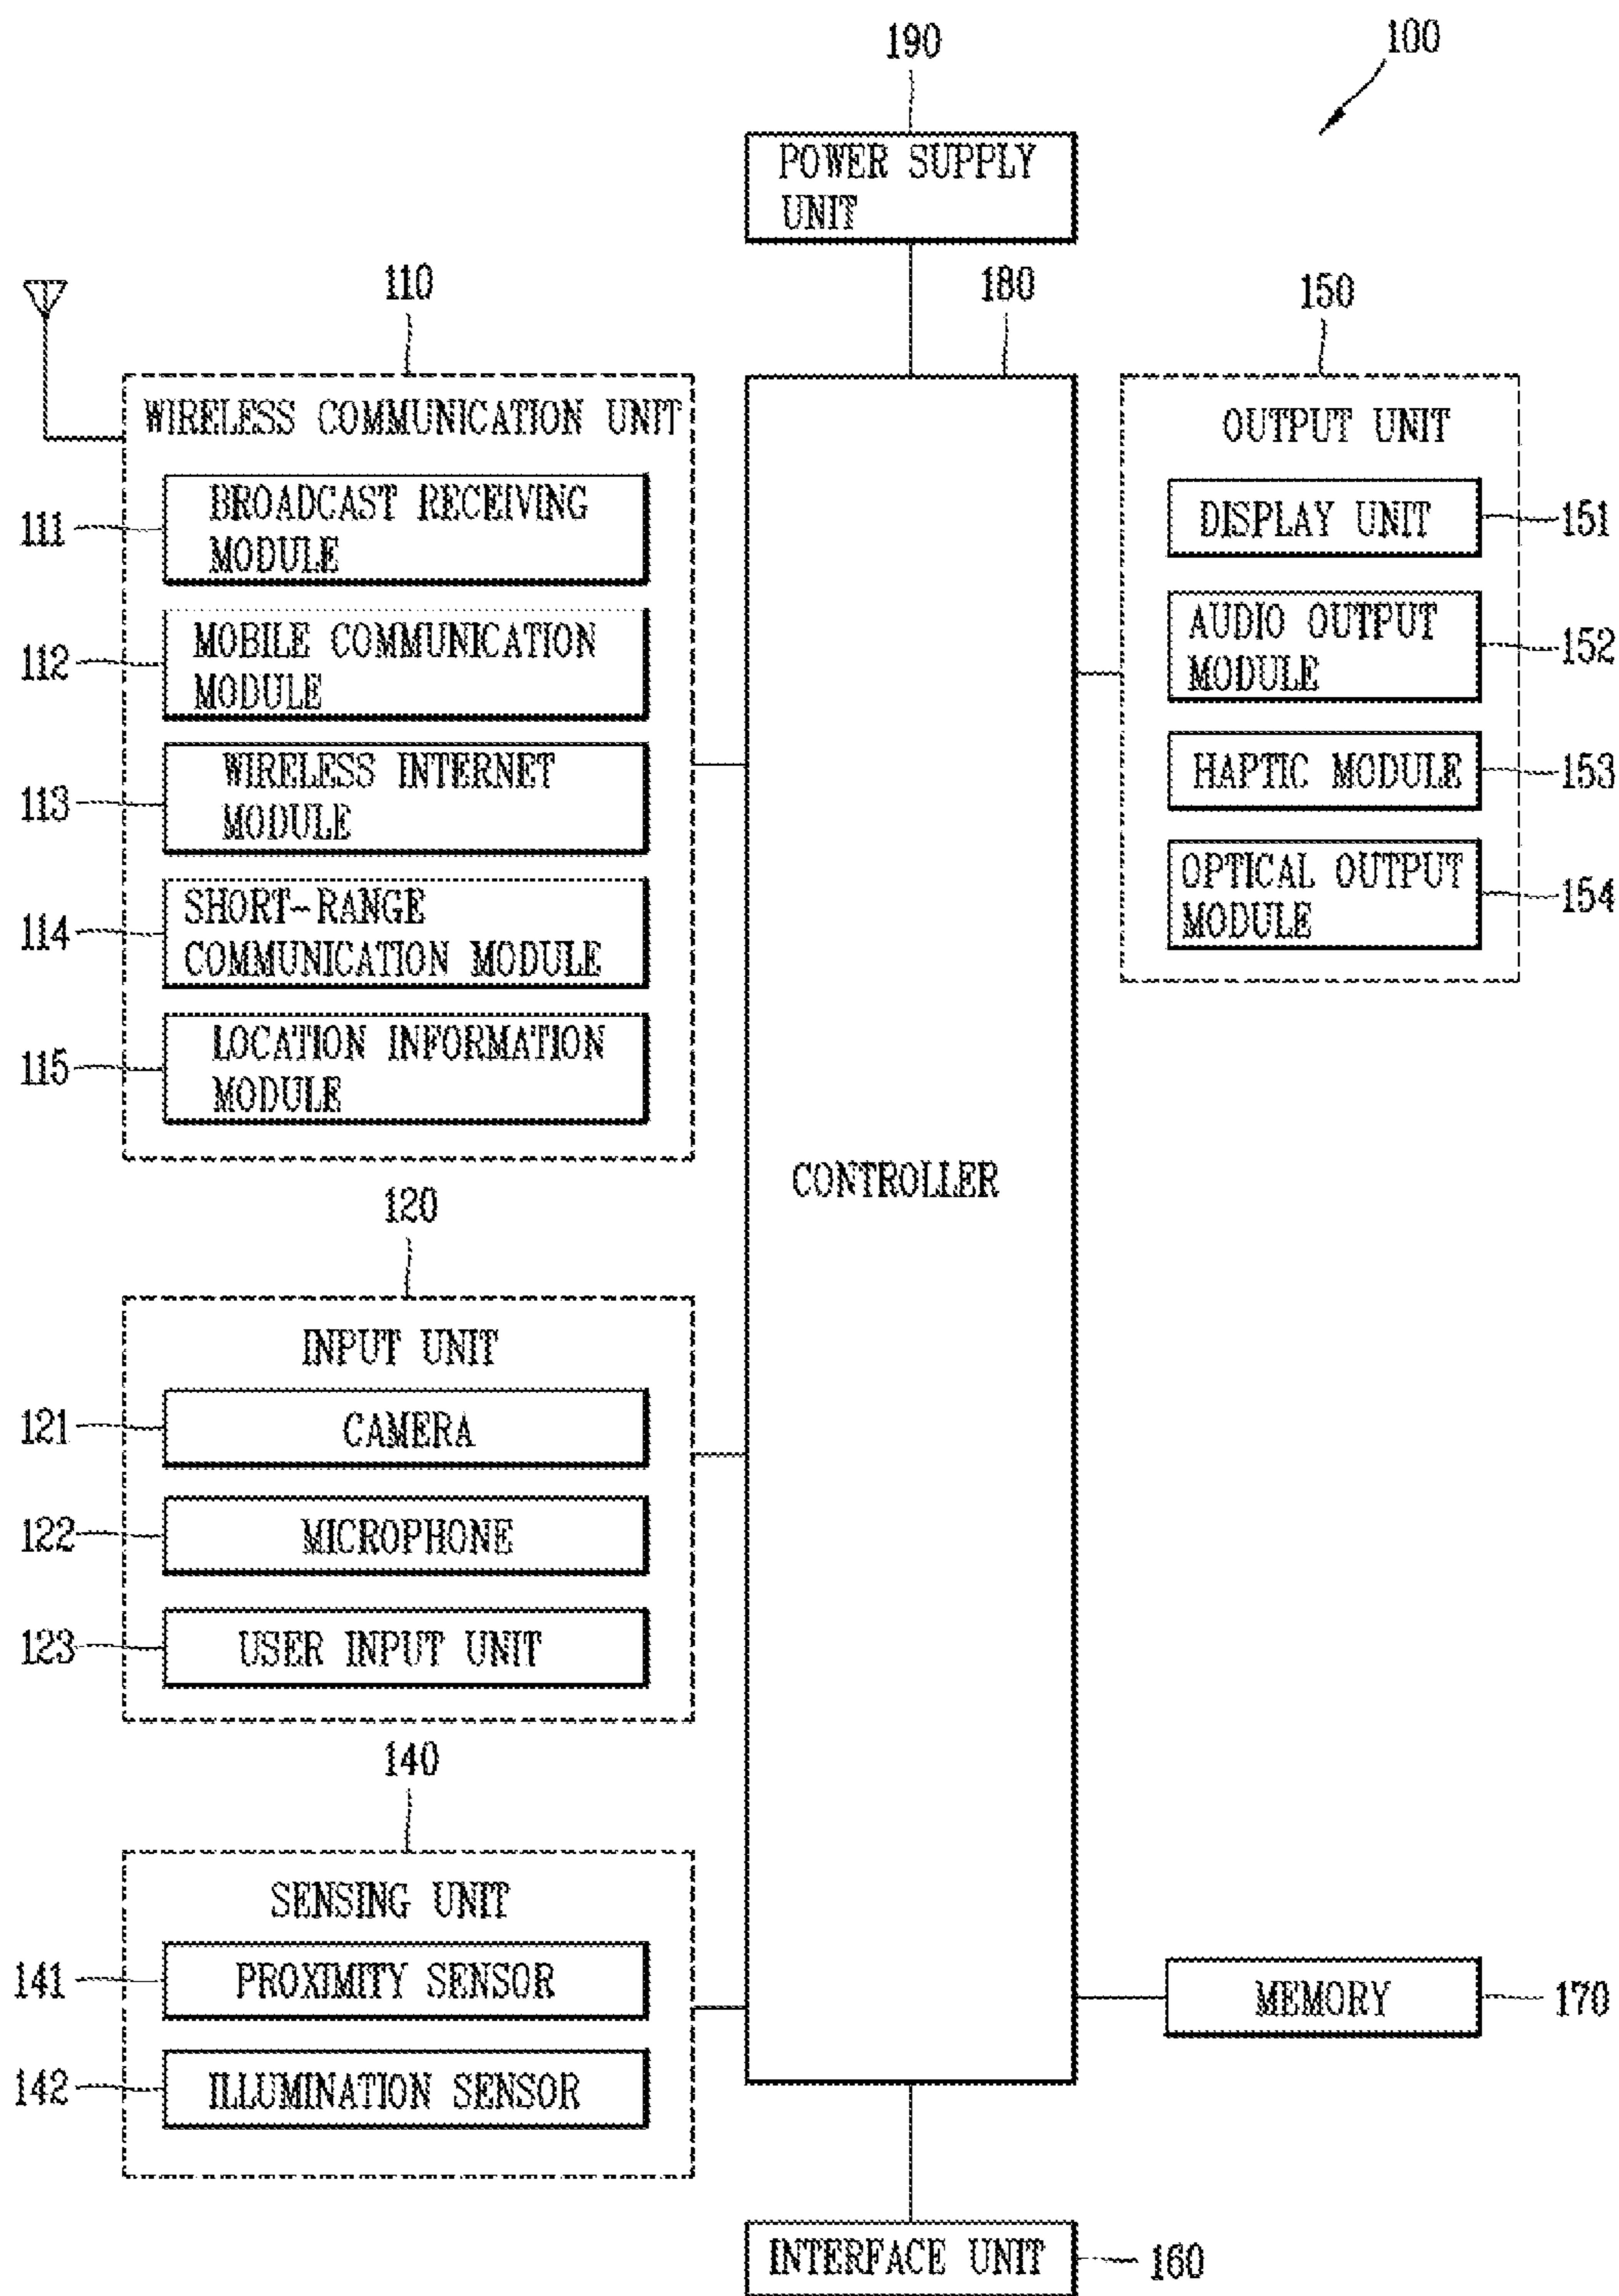 190
100
POWER SUPPLY
UNIT
110
180
150
WIRELESS COMMUNICATION UNIT
111
BROADCAST RECEIVING
MODULE
112
MOBILE COMMUNICATION
MODULE
113
WIRELESS INTERNET
MODULE
114
SHORT-RANGE
COMMUNICATION MODULE
115
LOCATION INFORMATION
MODULE
120
INPUT UNIT
121
CAMERA
122
MICROPHONE
123
USER INPUT UNIT
140
SENSING UNIT
141
PROXIMITY SENSOR
142
ILLUMINATION SENSOR
CONTROLLER
OUTPUT UNIT
DISPLAY UNIT
151
AUDIO OUTPUT
MODULE
152
HAPTIC MODULE
153
OPTICAL OUTPUT
MODULE
154
MEMORY
170
INTERFACE UNIT
160